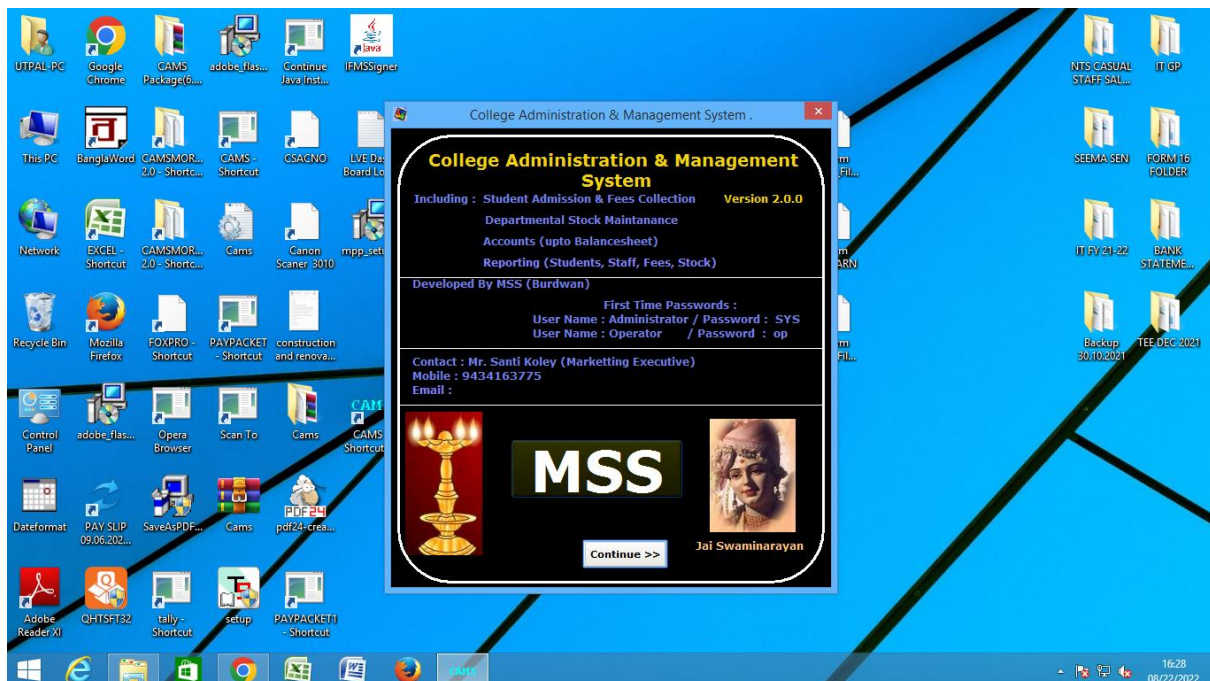 UTPAL-PC
Google
Chrome
CAMS
Package(6....
adobe_flas...
Continue
Java Inst...
Java
IFMSSigner
NTS CASUAL
STAFF SAL...
IT GP
This PC
BanglaWord
CAMSMOR...
2.0 - Shortc...
CAMS -
Shortcut
CSACNO
LVE Da
Board Lo
SEEMA SEN
FORM 16
FOLDER
Network
EXCEL -
Shortcut
CAMSMOR...
2.0 - Shortc...
Cams
Canon
Scaner 3010
mpp_setu
IT FY 21-22
BANK
STATEME...
Recycle Bin
Mozilla
Firefox
FOXPRO -
Shortcut
PAYPACKET
- Shortcut
construction
and renova...
Backup
30.10.2021
TEE DEC 2021
Control
Panel
adobe_flas...
Opera
Browser
Scan To
Cams
CAM
CAMS
Shortcut
Dateformat
PAY SLIP
09.06.202...
SaveAsPDF...
Cams
PDF24
pdf24-crea...
Adobe
Reader XI
QHTSFT32
tally -
Shortcut
setup
PAYPACKET1
- Shortcut
College Administration & Management System .
College Administration & Management
System
Including : Student Admission & Fees Collection Version 2.0.0
Departmental Stock Maintanance
Accounts (upto Balancesheet)
Reporting (Students, Staff, Fees, Stock)
Developed By MSS (Burdwan)
First Time Passwords :
User Name : Administrator / Password : SYS
User Name : Operator / Password : op
Contact : Mr. Santi Koley (Marketting Executive)
Mobile : 9434163775
Email :
MSS
Jai Swaminarayan
Continue >>
CAMS
16:28
08/22/2022